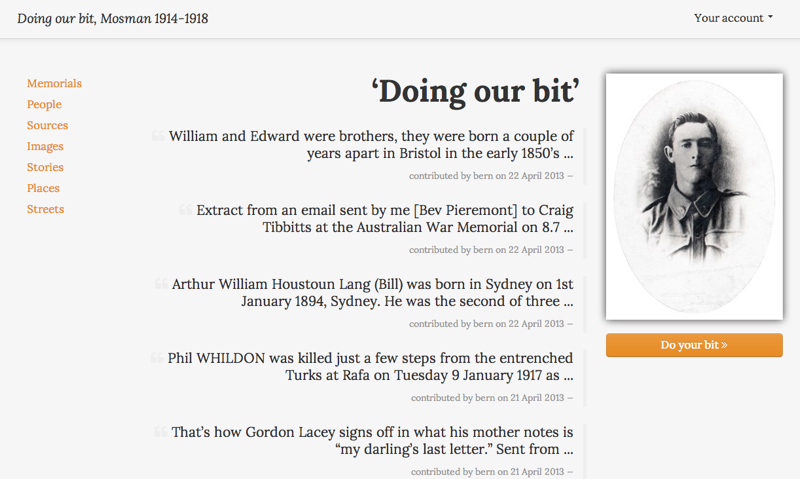 Doing our bit, Mosman 1914-1918
Your account
Memorials
People
Sources
Images
Stories
Places
Streets
‘Doing our bit’
“ William and Edward were brothers, they were born a couple of
years apart in Bristol in the early 1850’s ...
contributed by bern on 22 April 2013 —
“ Extract from an email sent by me [Bev Pieremont] to Craig
Tibbitts at the Australian War Memorial on 8.7 ...
contributed by bern on 22 April 2013 —
“ Arthur William Houstoun Lang (Bill) was born in Sydney on 1st
January 1894, Sydney. He was the second of three ...
contributed by bern on 22 April 2013 —
“ Phil WHILDON was killed just a few steps from the entrenched
Turks at Rafa on Tuesday 9 January 1917 as ...
contributed by bern on 21 April 2013 —
“ That’s how Gordon Lacey signs off in what his mother notes is
“my darling’s last letter.” Sent from ...
contributed by bern on 21 April 2013 —
Do your bit »